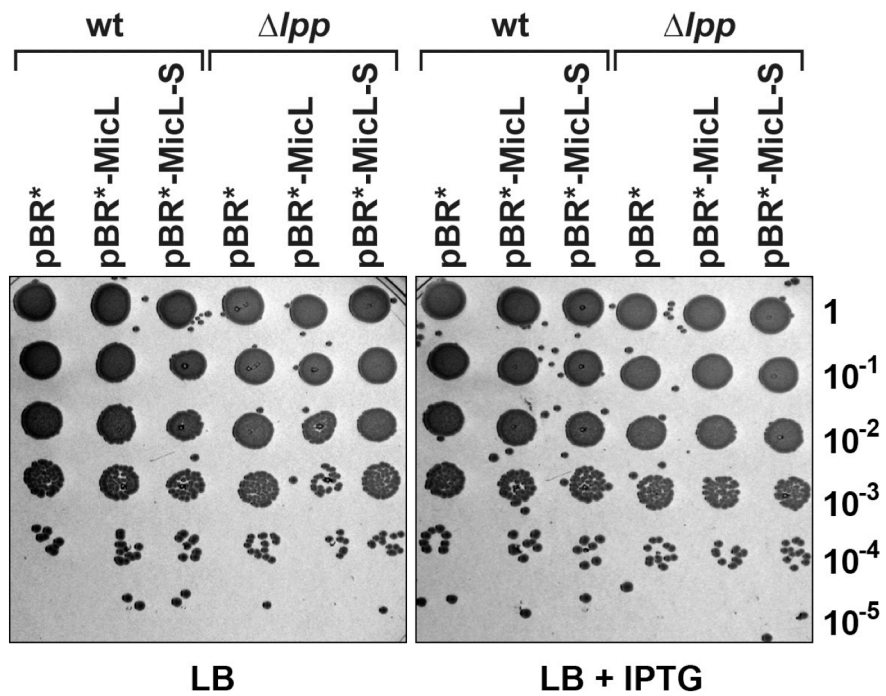 wt Δlpp wt Δlpp
pBR* pBR*-MicL pBR*-MicL-S pBR* pBR*-MicL pBR*-MicL-S pBR* pBR*-MicL pBR*-MicL-S pBR* pBR*-MicL pBR*-MicL-S
1
10⁻¹
10⁻²
10⁻³
10⁻⁴
10⁻⁵
LB LB + IPTG